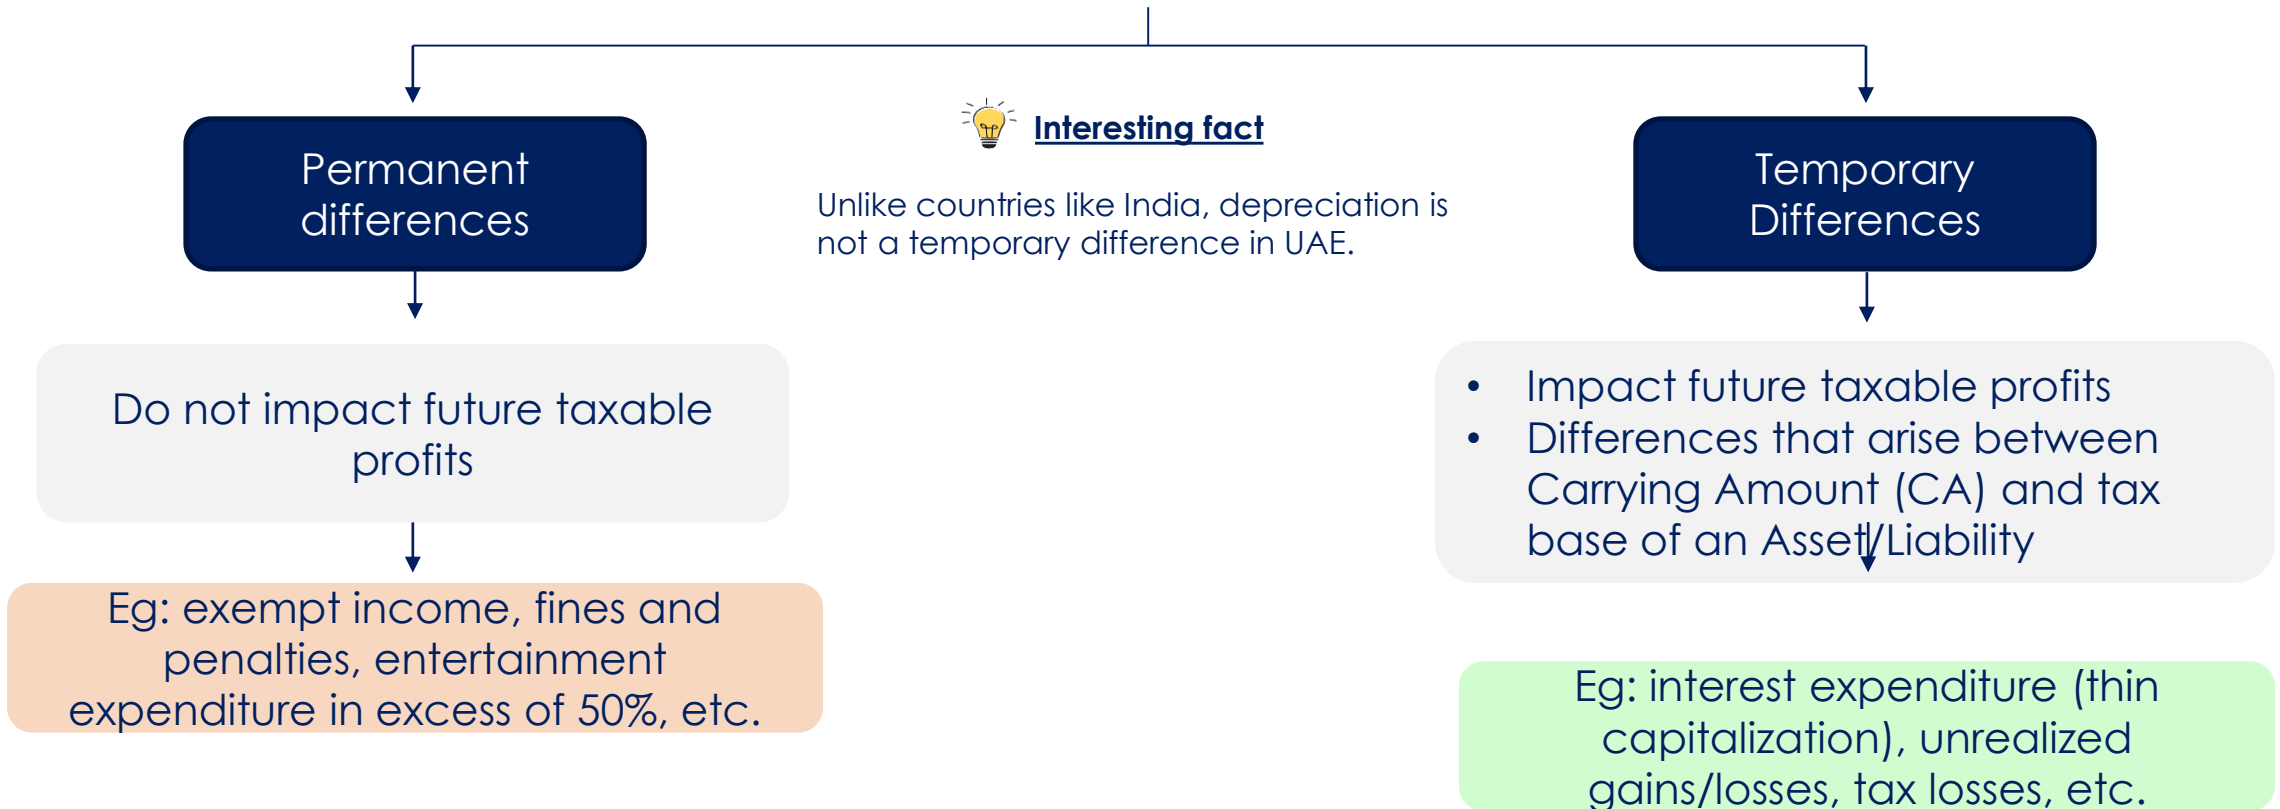 Permanent
differences
Do not impact future taxable
profits
Eg: exempt income, fines and
penalties, entertainment
expenditure in excess of 50%, etc.
Interesting fact
Unlike countries like India, depreciation is
not a temporary difference in UAE.
Temporary
Differences
• Impact future taxable profits
• Differences that arise between
Carrying Amount (CA) and tax
base of an Asset/Liability
Eg: interest expenditure (thin
capitalization), unrealized
gains/losses, tax losses, etc.